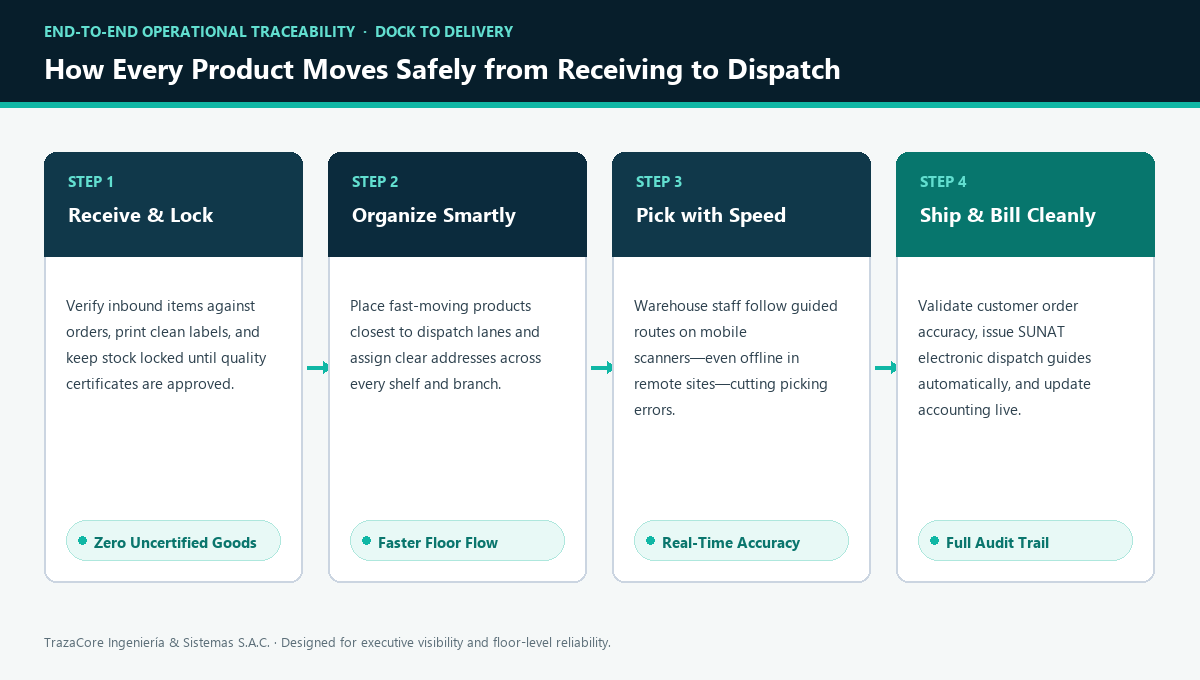 END-TO-END OPERATIONAL TRACEABILITY · DOCK TO DELIVERY
How Every Product Moves Safely from Receiving to Dispatch
STEP 1
Receive & Lock
Verify inbound items against
orders, print clean labels, and
keep stock locked until quality
certificates are approved.
Zero Uncertified Goods
STEP 2
Organize Smartly
Place fast-moving products
closest to dispatch lanes and
assign clear addresses across
every shelf and branch.
Faster Floor Flow
STEP 3
Pick with Speed
Warehouse staff follow guided
routes on mobile
scanners—even offline in
remote sites—cutting picking
errors.
Real-Time Accuracy
STEP 4
Ship & Bill Cleanly
Validate customer order
accuracy, issue SUNAT
electronic dispatch guides
automatically, and update
accounting live.
Full Audit Trail
TrazaCore Ingeniería & Sistemas S.A.C. · Designed for executive visibility and floor-level reliability.